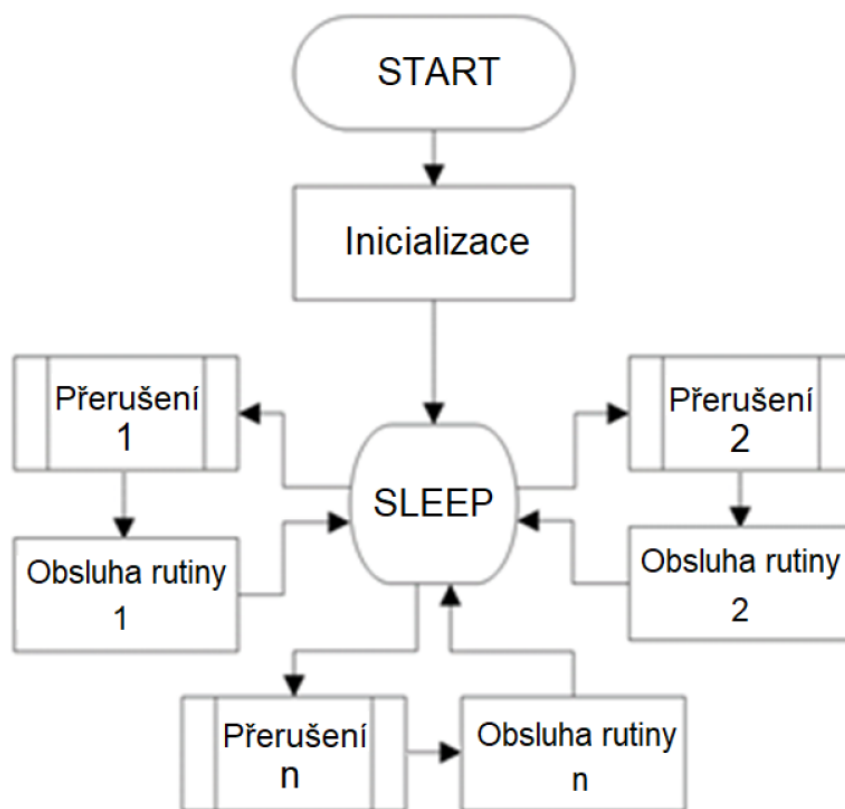 START
Inicializace
Přerušení
1
Přerušení
2
SLEEP
Obsluha rutiny
1
Obsluha rutiny
2
Přerušení
n
Obsluha rutiny
n